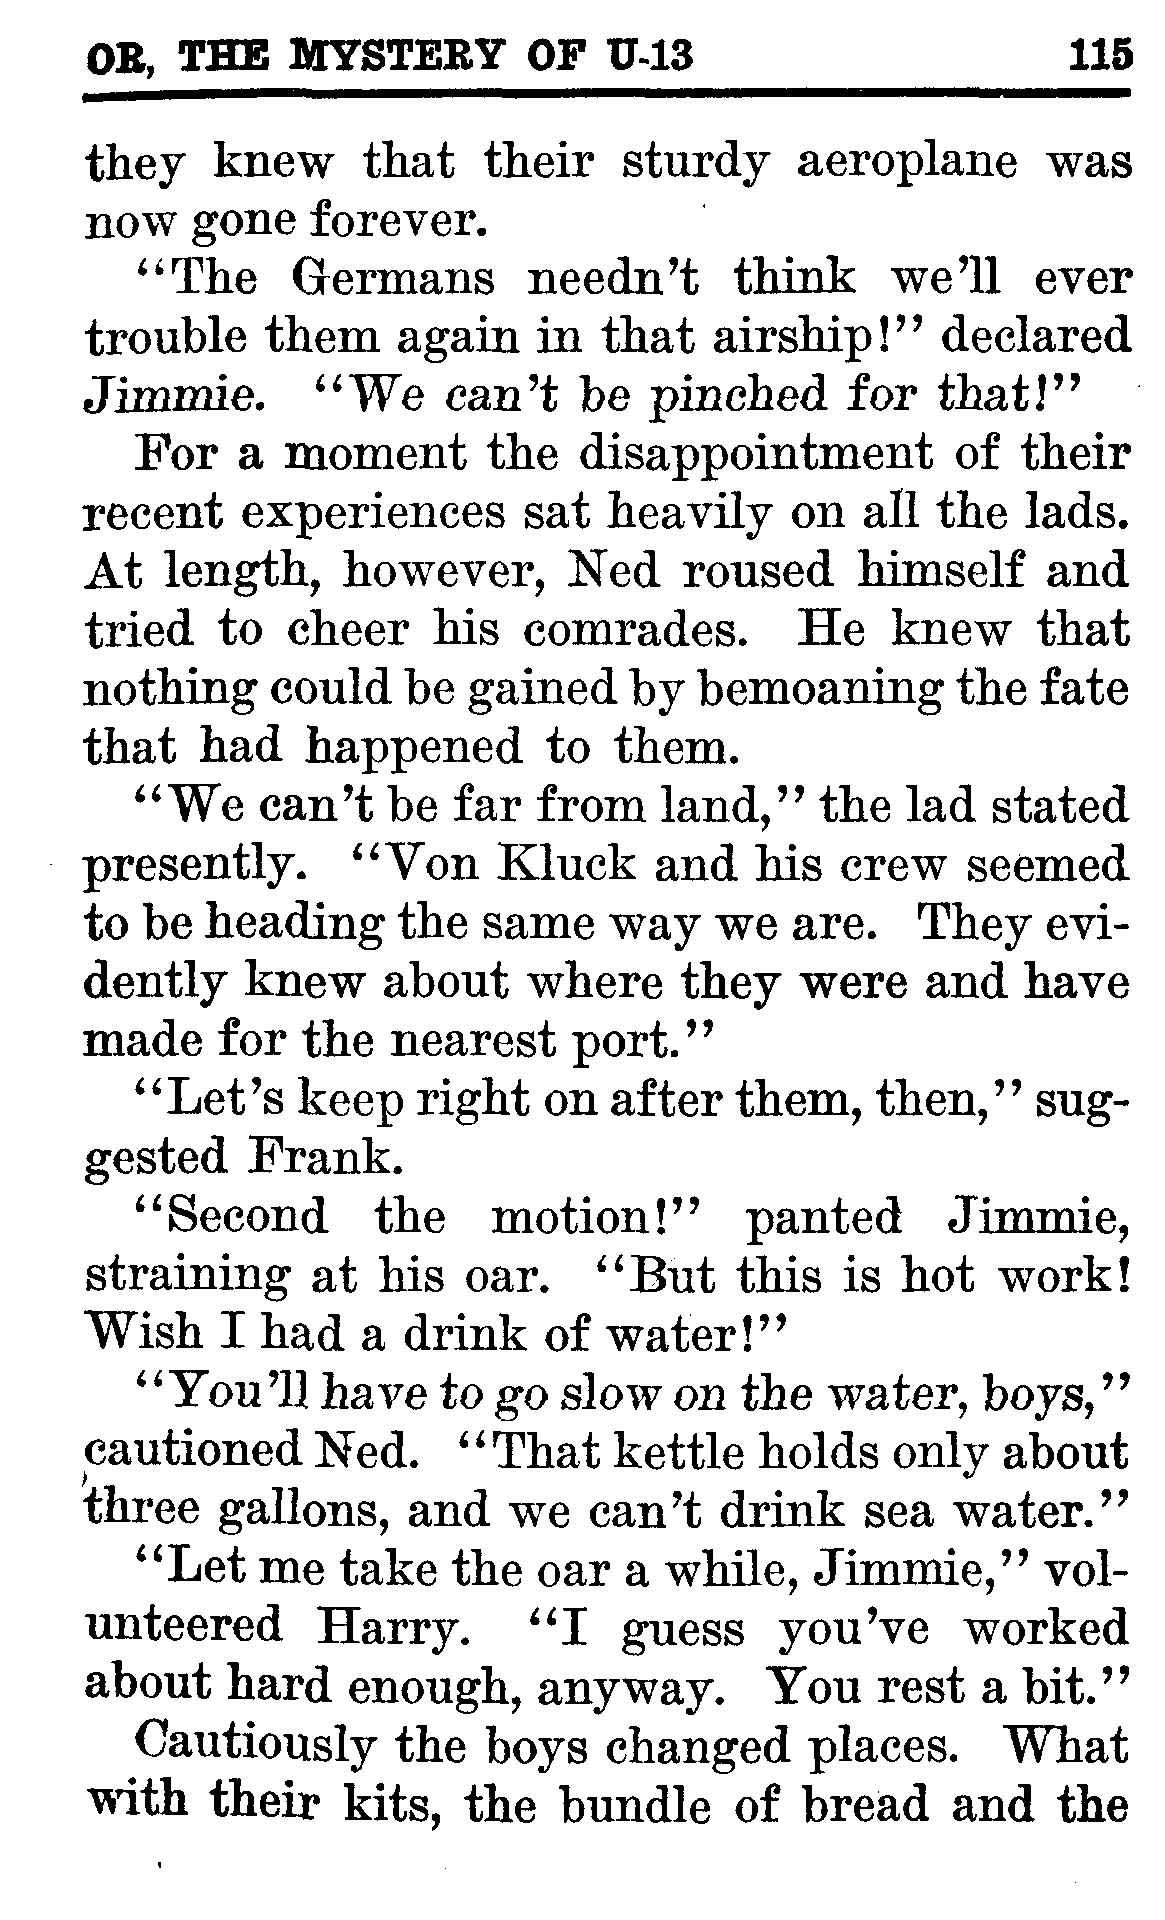 OR, THE MYSTERY OF U-13 115
they knew that their sturdy aeroplane was
now gone forever.
“The Germans needn’t think we’ll ever
trouble them again in that airship!” declared
Jimmie. “We can’t be pinched for that!”
For a moment the disappointment of their
recent experiences sat heavily on all the lads.
At length, however, Ned roused himself and
tried to cheer his comrades. He knew that
nothing could be gained by bemoaning the fate
that had happened to them.
“We can’t be far from land,” the lad stated
presently. “Von Kluck and his crew seemed
to be heading the same way we are. They evi-
dently knew about where they were and have
made for the nearest port.”
“Let’s keep right on after them, then,” sug-
gested Frank.
“Second the motion!” panted Jimmie,
straining at his oar. “But this is hot work!
Wish I had a drink of water!”
“You’ll have to go slow on the water, boys,”
cautioned Ned. “That kettle holds only about
three gallons, and we can’t drink sea water.”
“Let me take the oar a while, Jimmie,” vol-
unteered Harry. “I guess you’ve worked
about hard enough, anyway. You rest a bit.”
Cautiously the boys changed places. What
with their kits, the bundle of bread and the